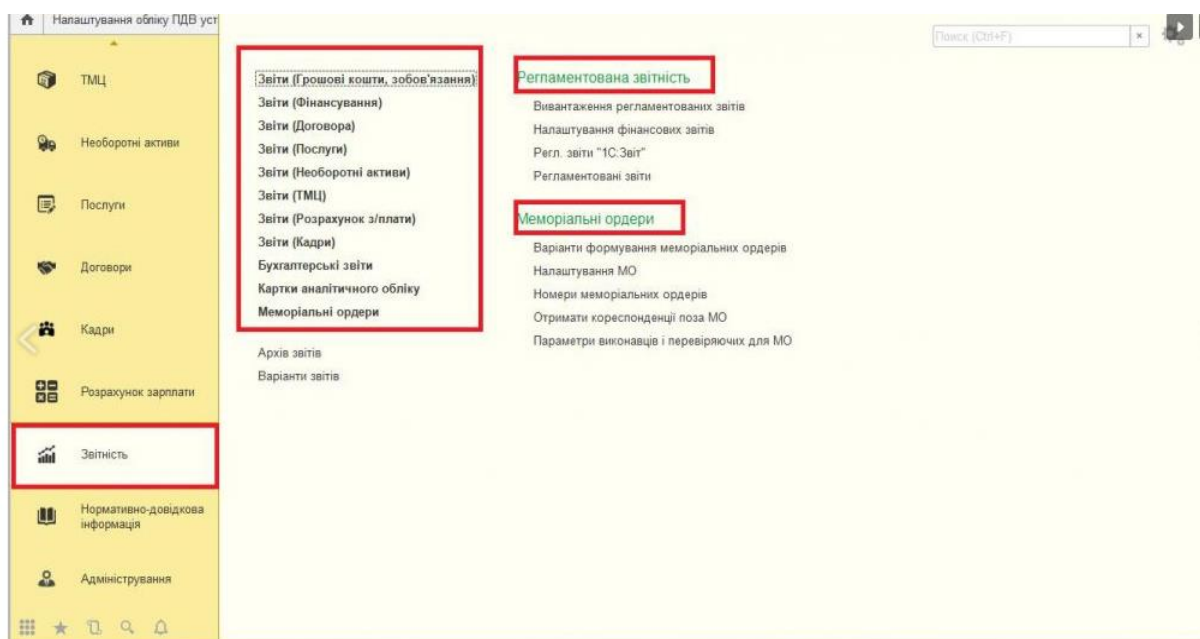 Налаштування обліку ПДВ уст
Поиск (Ctrl+F)
×
ТМЦ
Необоротні активи
Послуги
Договори
Кадри
Розрахунок зарплати
Звітність
Нормативно-довідкова
інформація
Адміністрування
Звіти (Грошові кошти, зобов'язання)
Звіти (Фінансування)
Звіти (Договора)
Звіти (Послуги)
Звіти (Необоротні активи)
Звіти (ТМЦ)
Звіти (Розрахунок з/плати)
Звіти (Кадри)
Бухгалтерські звіти
Картки аналітичного обліку
Меморіальні ордери
Архів звітів
Варіанти звітів
Регламентована звітність
Вивантаження регламентованих звітів
Налаштування фінансових звітів
Регл. звіти "1С:Звіт"
Регламентовані звіти
Меморіальні ордери
Варіанти формування меморіальних ордерів
Налаштування МО
Номери меморіальних ордерів
Отримати кореспонденції поза МО
Параметри виконавців і перевіряючих для МО